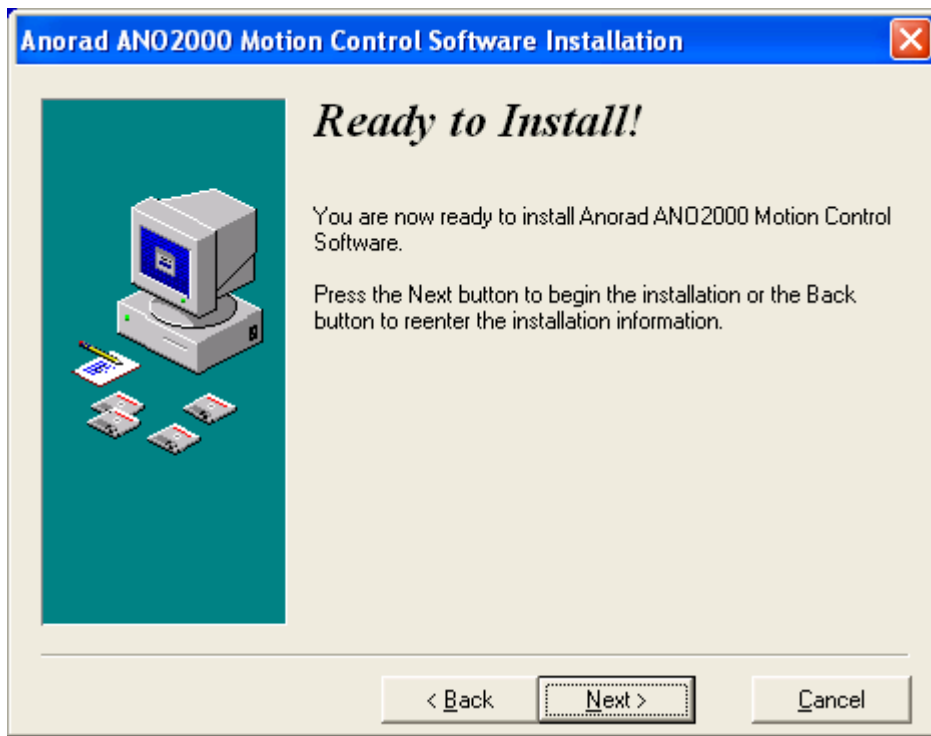 Anorad ANO2000 Motion Control Software Installation
Ready to Install!
You are now ready to install Anorad ANO2000 Motion Control
Software.
Press the Next button to begin the installation or the Back
button to reenter the installation information.
< Back
Next >
Cancel